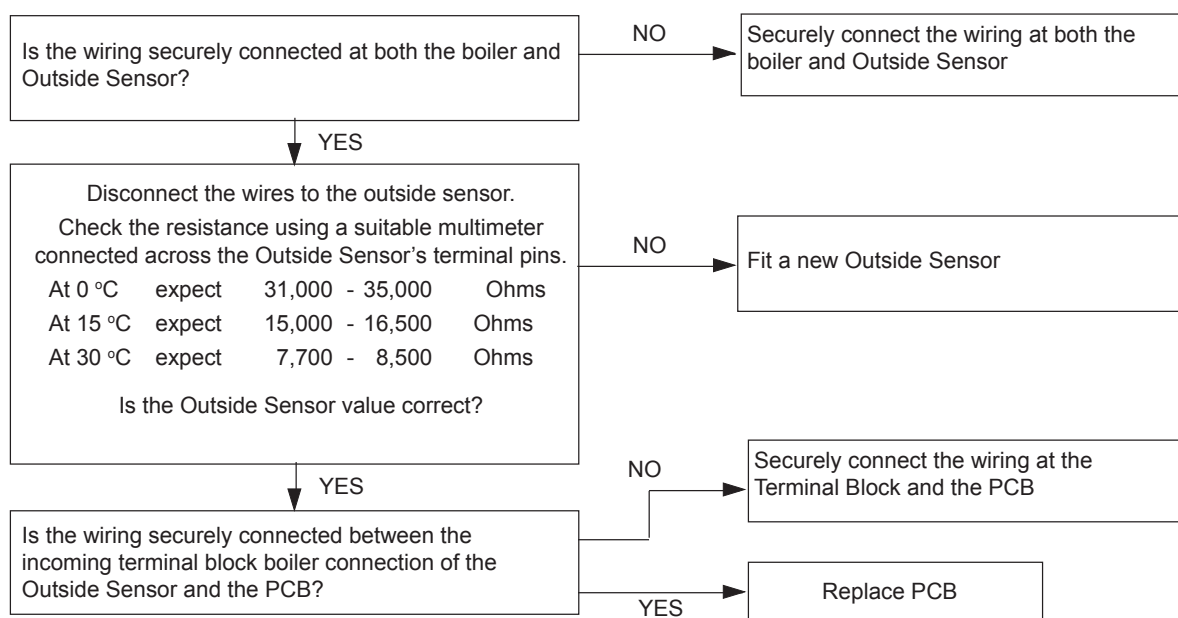 Is the wiring securely connected at both the boiler and
Outside Sensor?
NO
Securely connect the wiring at both the
boiler and Outside Sensor
YES
Disconnect the wires to the outside sensor.
Check the resistance using a suitable multimeter
connected across the Outside Sensor’s terminal pins.
At 0 ºC expect 31,000 - 35,000 Ohms
At 15 ºC expect 15,000 - 16,500 Ohms
At 30 ºC expect 7,700 - 8,500 Ohms
Is the Outside Sensor value correct?
NO
Fit a new Outside Sensor
YES
Is the wiring securely connected between the
incoming terminal block boiler connection of the
Outside Sensor and the PCB?
NO
Securely connect the wiring at the
Terminal Block and the PCB
YES
Replace PCB